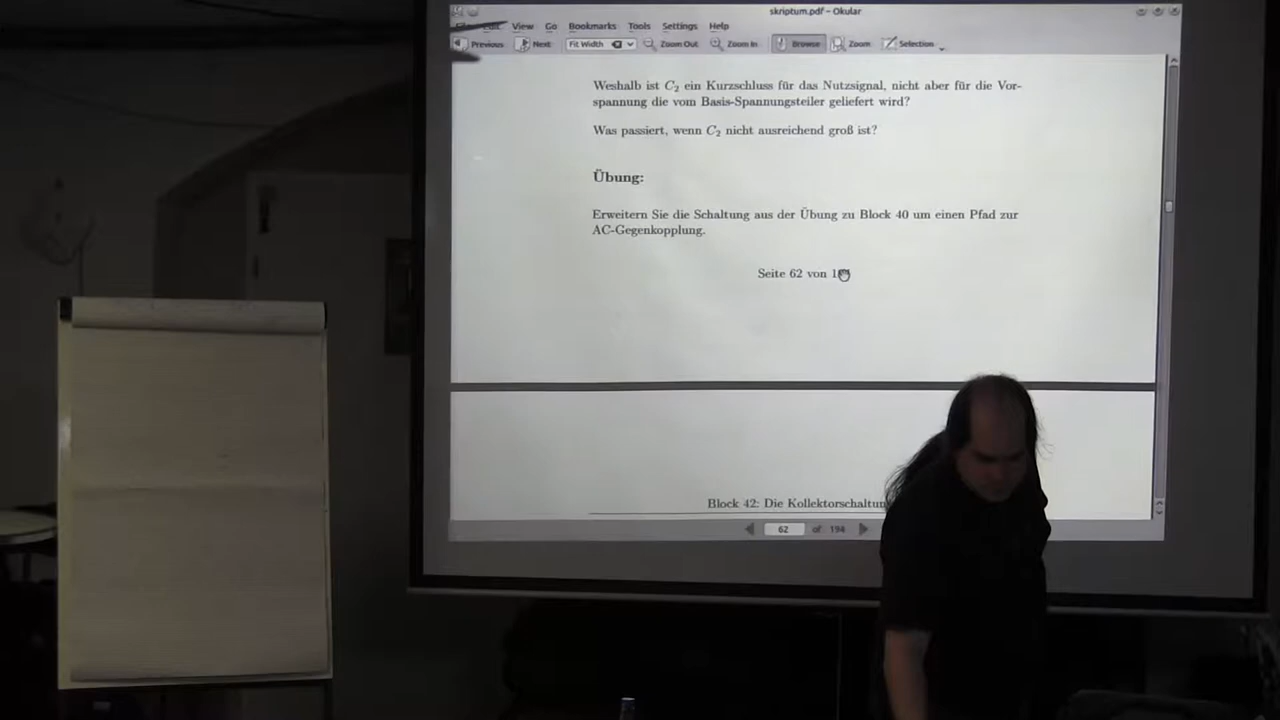 skriptum.pdf – Okular
View Go Bookmarks Tools Settings Help
Previous Next Fit Width Zoom Out Zoom In Browse Zoom Selection
Weshalb ist C₂ ein Kurzschluss für das Nutzsignal, nicht aber für die Vor-
spannung die vom Basis-Spannungsteiler geliefert wird?
Was passiert, wenn C₂ nicht ausreichend groß ist?
Übung:
Erweitern Sie die Schaltung aus der Übung zu Block 40 um einen Pfad zur
AC-Gegenkopplung.
Seite 62 von
Block 42: Die Kollektorschaltun
62 of 194